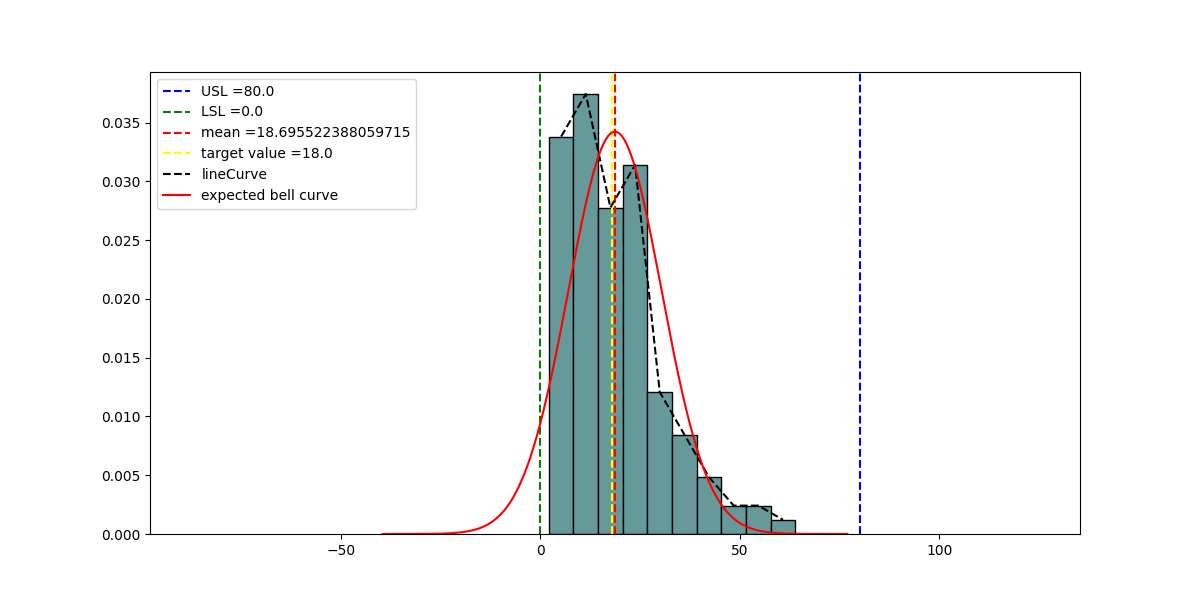 USL =80.0
LSL =0.0
mean =18.695522388059715
target value =18.0
lineCurve
expected bell curve
0.035
0.030
0.025
0.020
0.015
0.010
0.005
0.000
−50 0 50 100